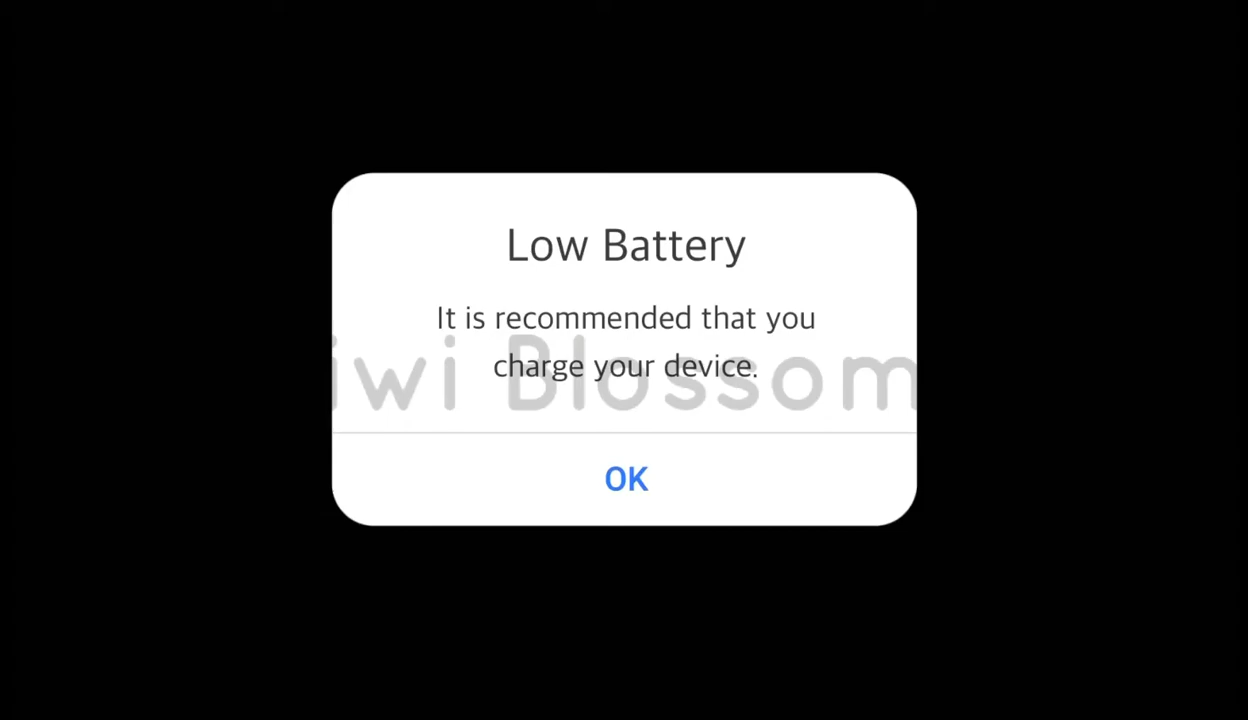 Low Battery
It is recommended that you
charge your device.
iwi Blossom
OK